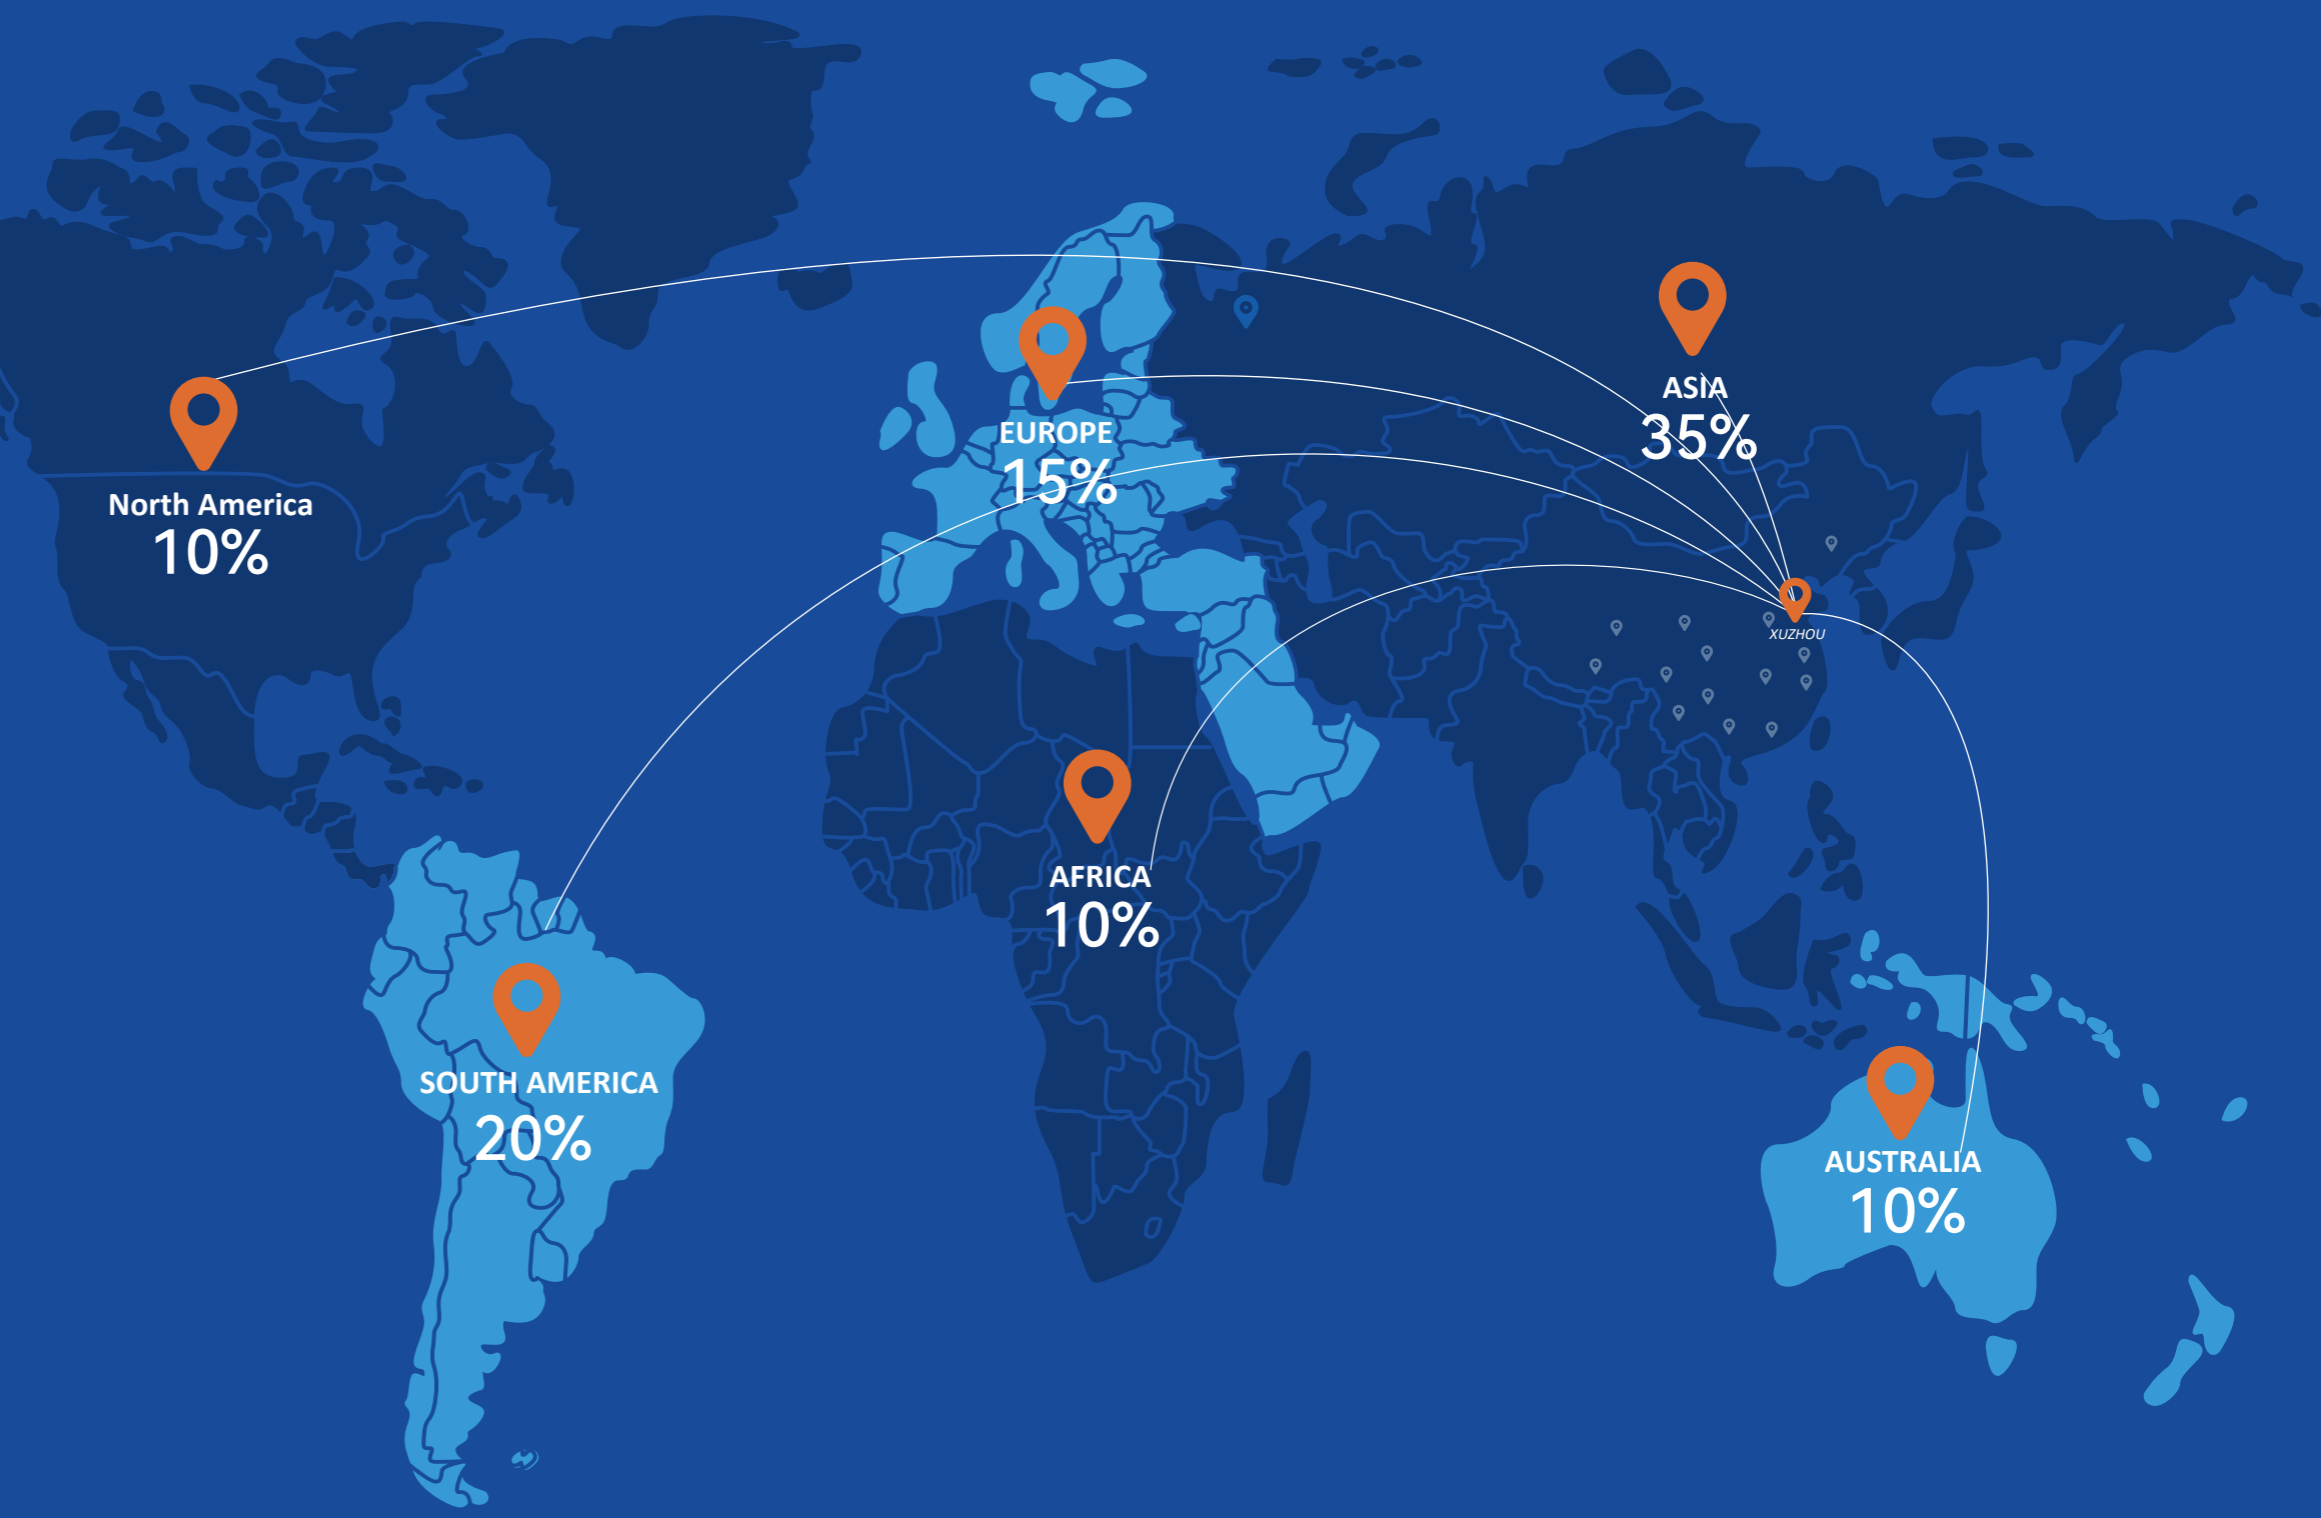 ASIA
35%
EUROPE
15%
North America
10%
XUZHOU
AFRICA
10%
SOUTH AMERICA
20%
AUSTRALIA
10%